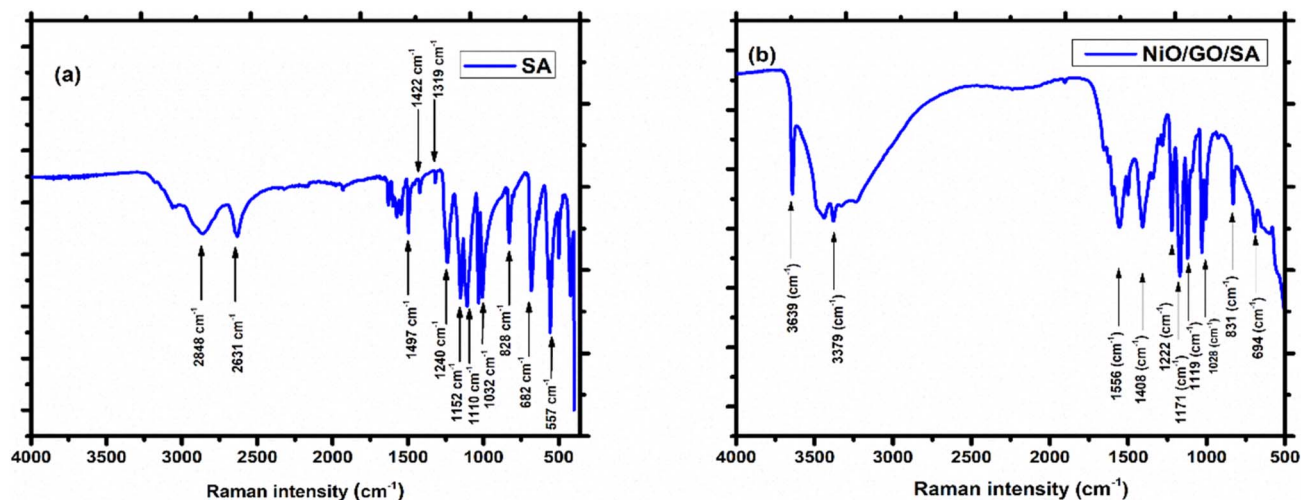 (a)
SA
1422 cm⁻¹
1319 cm⁻¹
2848 cm⁻¹
2631 cm⁻¹
1497 cm⁻¹
1240 cm⁻¹
1152 cm⁻¹
1110 cm⁻¹
1032 cm⁻¹
828 cm⁻¹
682 cm⁻¹
557 cm⁻¹
4000 3500 3000 2500 2000 1500 1000 500
Raman intensity (cm⁻¹)
(b)
NiO/GO/SA
3639 (cm⁻¹)
3379 (cm⁻¹)
1556 (cm⁻¹)
1408 (cm⁻¹)
1222 (cm⁻¹)
1171 (cm⁻¹)
1119 (cm⁻¹)
1028 (cm⁻¹)
831 (cm⁻¹)
694 (cm⁻¹)
4000 3500 3000 2500 2000 1500 1000 500
Raman intensity (cm⁻¹)